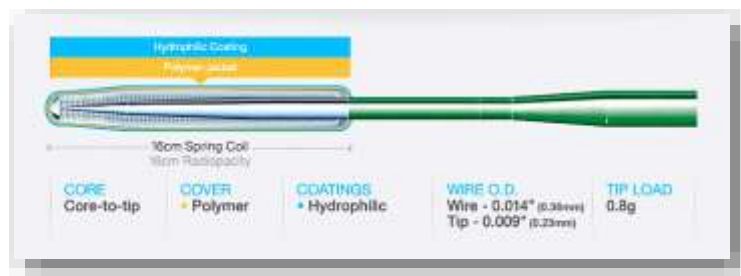 Hydrophilic Coating
Polymer Jacket
16cm Spring Coil
16cm Radiopacity
CORE
Core-to-tip
COVER
• Polymer
COATINGS
• Hydrophilic
WIRE O.D.
Wire - 0.014" (0.36mm)
Tip - 0.009" (0.23mm)
TIP LOAD
0.8g